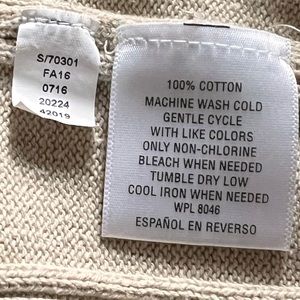 S/70301
FA16
0716
20224
42019
100% COTTON
MACHINE WASH COLD
GENTLE CYCLE
WITH LIKE COLORS
ONLY NON-CHLORINE
BLEACH WHEN NEEDED
TUMBLE DRY LOW
COOL IRON WHEN NEEDED
WPL 8046
ESPAÑOL EN REVERSO